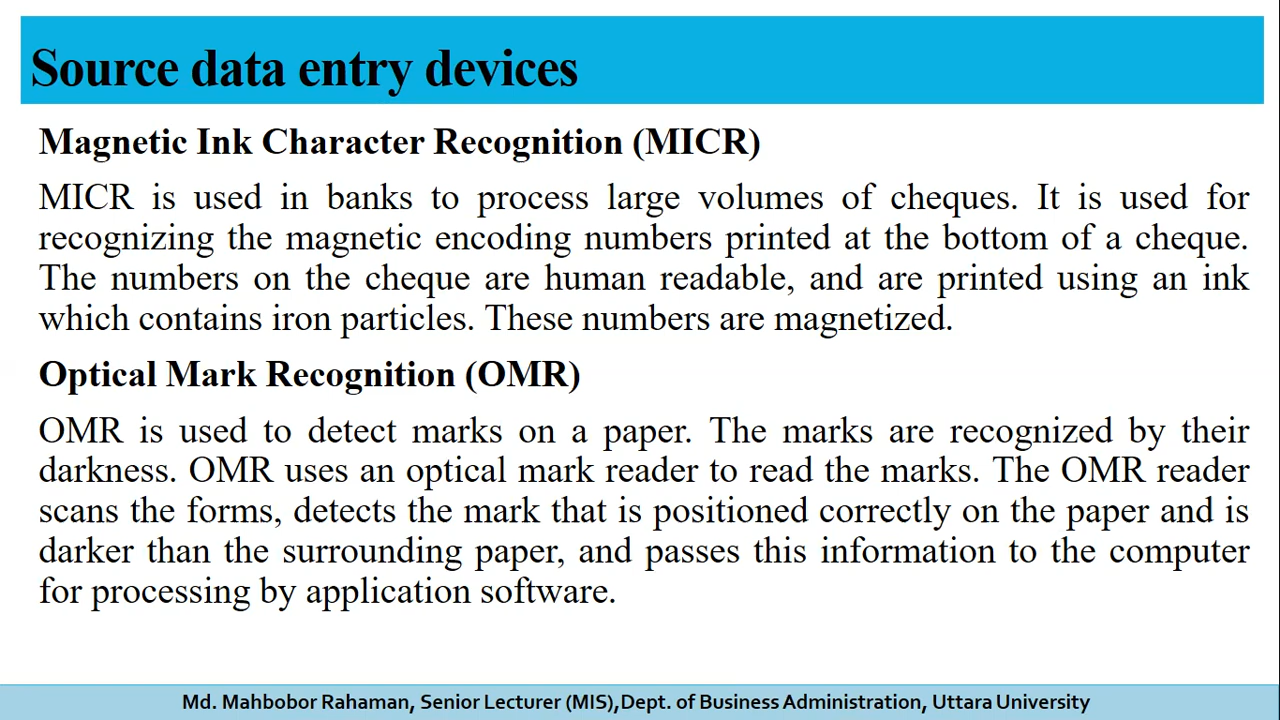 Source data entry devices
Magnetic Ink Character Recognition (MICR)
MICR is used in banks to process large volumes of cheques. It is used for
recognizing the magnetic encoding numbers printed at the bottom of a cheque.
The numbers on the cheque are human readable, and are printed using an ink
which contains iron particles. These numbers are magnetized.
Optical Mark Recognition (OMR)
OMR is used to detect marks on a paper. The marks are recognized by their
darkness. OMR uses an optical mark reader to read the marks. The OMR reader
scans the forms, detects the mark that is positioned correctly on the paper and is
darker than the surrounding paper, and passes this information to the computer
for processing by application software.
Md. Mahbobor Rahaman, Senior Lecturer (MIS),Dept. of Business Administration, Uttara University